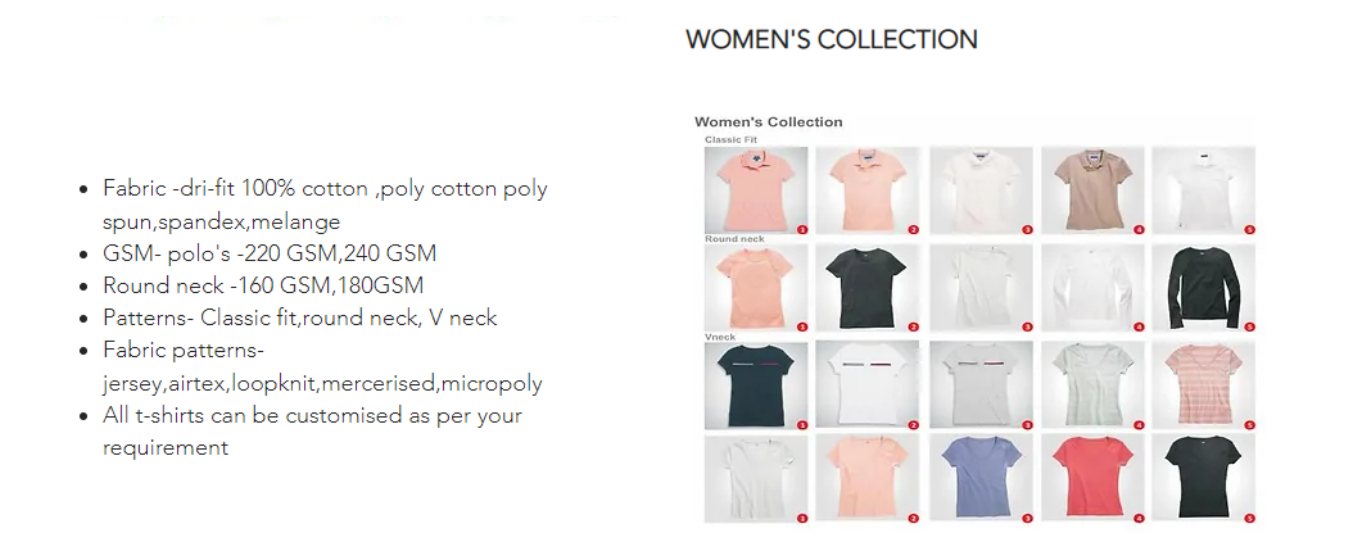 WOMEN'S COLLECTION
Fabric -dri-fit 100% cotton ,poly cotton poly
spun,spandex,melange
GSM- polo's -220 GSM,240 GSM
Round neck -160 GSM,180GSM
Patterns- Classic fit,round neck, V neck
Fabric patterns-
jersey,airtex,loopknit,mercerised,micropoly
All t-shirts can be customised as per your
requirement
Women's Collection
Classic Fit
1 2 3 4 5
Round neck
1 2 3 4 5
Vneck
1 2 3 4 5
1 2 3 4 5